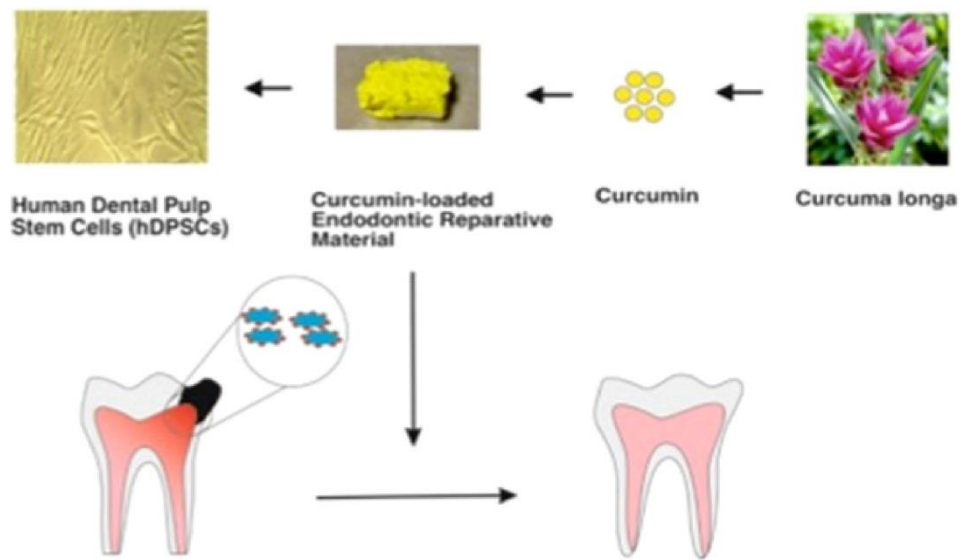 Human Dental Pulp
Stem Cells (hDPSCs)
Curcumin-loaded
Endodontic Reparative
Material
Curcumin
Curcuma longa